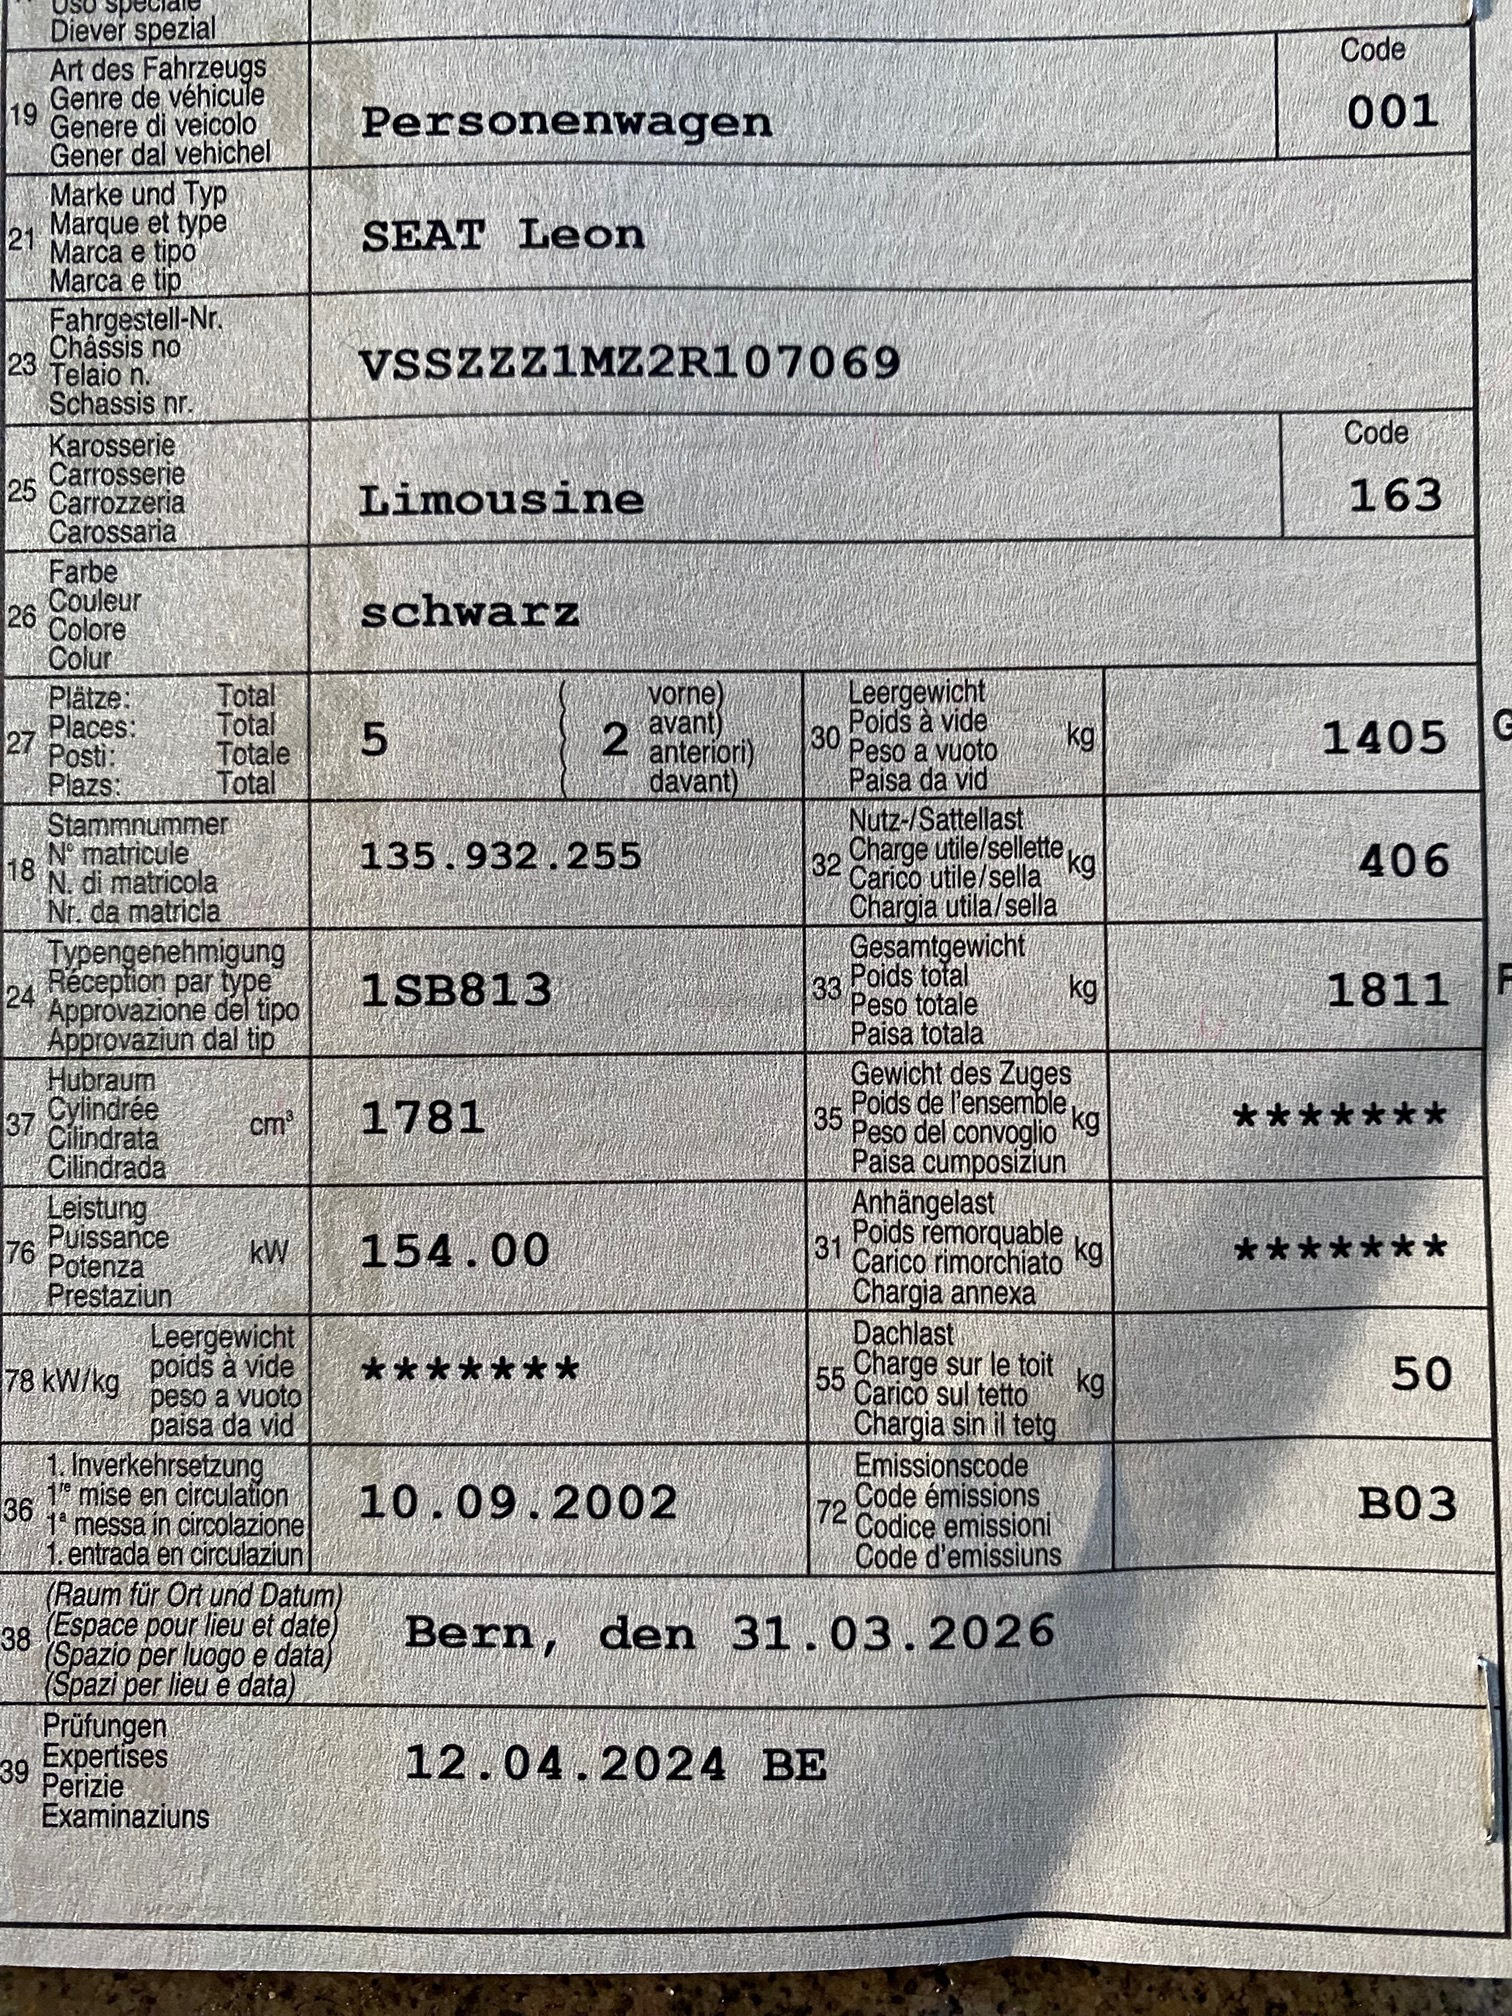 Uso speciale
Diever spezial
19 Art des Fahrzeugs
Genre de véhicule
Genere di veicolo
Gener dal vehichel
Personenwagen
Code
001
21 Marke und Typ
Marque et type
Marca e tipo
Marca e tip
SEAT Leon
23 Fahrgestell-Nr.
Châssis no
Telaio n.
Schassis nr.
VSSZZZ1MZ2R107069
25 Karosserie
Carrosserie
Carrozzeria
Carossaria
Limousine
Code
163
26 Farbe
Couleur
Colore
Colur
schwarz
27 Plätze: Total
Places: Total
Posti: Totale
Plazs: Total
5 ( 2 vorne)
( avant)
( anteriori)
( davant)
30 Leergewicht
Poids à vide
Peso a vuoto
Paisa da vid
kg
1405
G
18 Stammnummer
N° matricule
N. di matricola
Nr. da matricla
135.932.255
32 Nutz-/Sattellast
Charge utile/sellette
Carico utile/sella
Chargia utila/sella
kg
406
24 Typengenehmigung
Réception par type
Approvazione del tipo
Approvaziun dal tip
1SB813
33 Gesamtgewicht
Poids total
Peso totale
Paisa totala
kg
1811
37 Hubraum
Cylindrée
Cilindrata
Cilindrada
cm³
1781
35 Gewicht des Zuges
Poids de l'ensemble
Peso del convoglio
Paisa cumposiziun
kg
*******
76 Leistung
Puissance
Potenza
Prestaziun
kW
154.00
31 Anhängelast
Poids remorquable
Carico rimorchiato
Chargia annexa
kg
*******
78 kW/kg Leergewicht
poids à vide
peso a vuoto
paisa da vid
*******
55 Dachlast
Charge sur le toit
Carico sul tetto
Chargia sin il tetg
kg
50
36 1. Inverkehrsetzung
1re mise en circulation
1a messa in circolazione
1. entrada en circulaziun
10.09.2002
72 Emissionscode
Code émissions
Codice emissioni
Code d'emissiuns
B03
38 (Raum für Ort und Datum)
(Espace pour lieu et date)
(Spazio per luogo e data)
(Spazi per lieu e data)
Bern, den 31.03.2026
39 Prüfungen
Expertises
Perizie
Examinaziuns
12.04.2024 BE